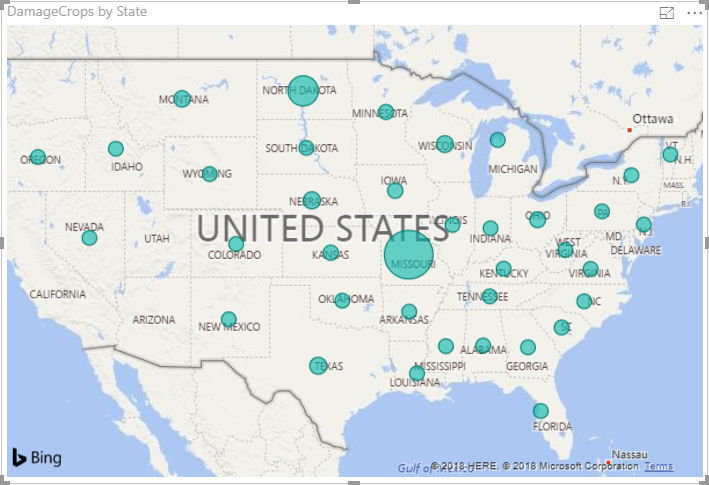 DamageCrops by State
Ottawa
MONTANA
NORTH DAKOTA
MINNESOTA
OREGON
IDAHO
WYOMING
SOUTH DAKOTA
WISCONSIN
MICHIGAN
VT.
N.H.
N.Y.
MASS.
R.I.
IOWA
NEBRASKA
NEVADA
UTAH
UNITED STATES
ILLINOIS
INDIANA
OHIO
PA
N.J.
MD.
DELAWARE
COLORADO
KANSAS
MISSOURI
WEST
VIRGINIA
KENTUCKY
VIRGINIA
CALIFORNIA
ARIZONA
NEW MEXICO
OKLAHOMA
ARKANSAS
TENNESSEE
NC
SC
TEXAS
LOUISIANA
MISSISSIPPI
ALABAMA
GEORGIA
FLORIDA
Nassau
Bing
Gulf of Mexico
© 2018 HERE, © 2018 Microsoft Corporation Terms